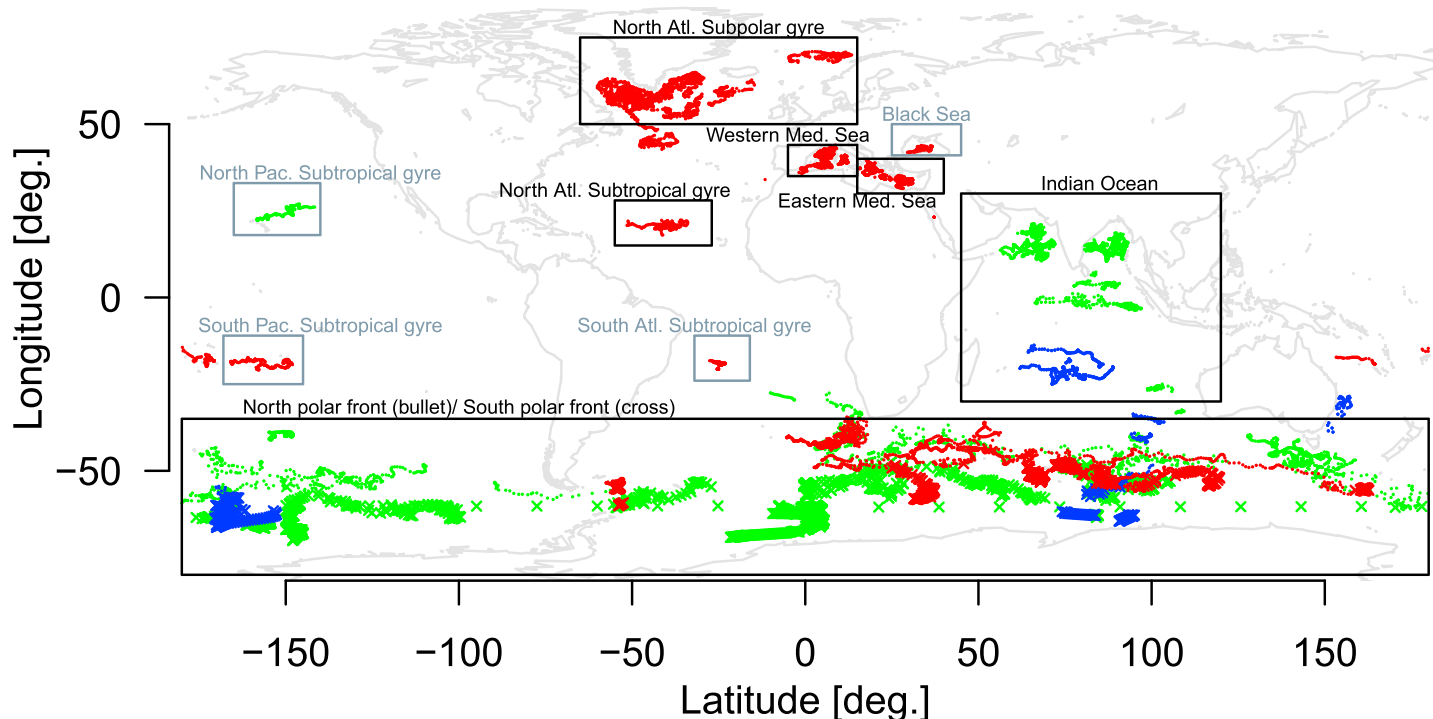 North Atl. Subpolar gyre
Black Sea
50
Western Med. Sea
North Pac. Subtropical gyre
North Atl. Subtropical gyre
Eastern Med. Sea
Indian Ocean
Longitude [deg.]
0
South Pac. Subtropical gyre
South Atl. Subtropical gyre
North polar front (bullet)/ South polar front (cross)
−50
−150
−100
−50
0
50
100
150
Latitude [deg.]